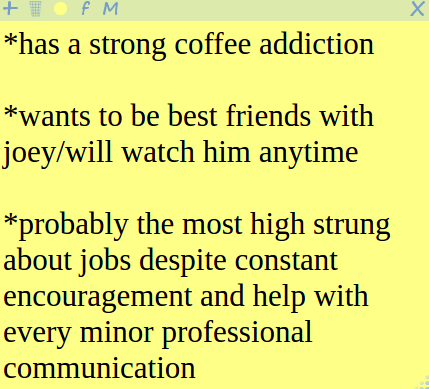 *has a strong coffee addiction
*wants to be best friends with
joey/will watch him anytime
*probably the most high strung
about jobs despite constant
encouragement and help with
every minor professional
communication